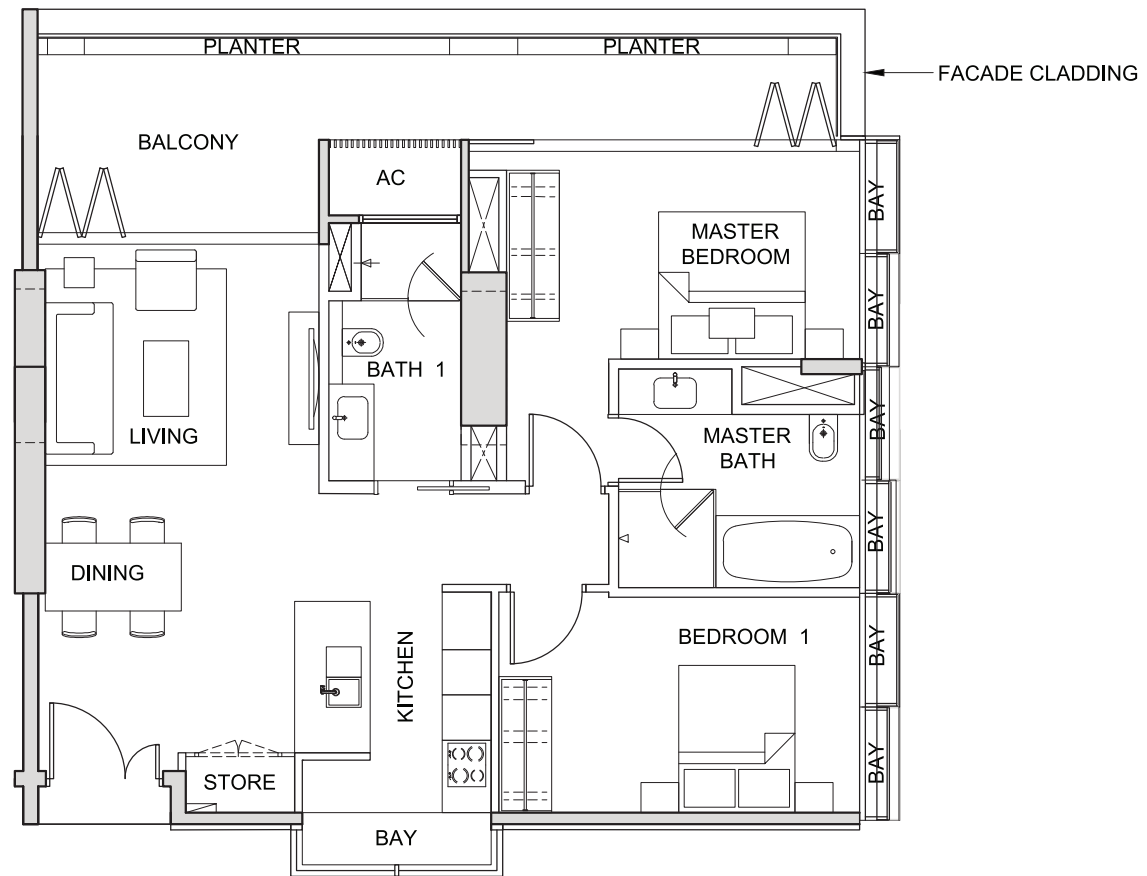 PLANTER
PLANTER
FACADE CLADDING
BALCONY
AC
BAY
MASTER
BEDROOM
BAY
BATH 1
LIVING
MASTER
BATH
BAY
BAY
DINING
BEDROOM 1
BAY
KITCHEN
STORE
BAY
BAY